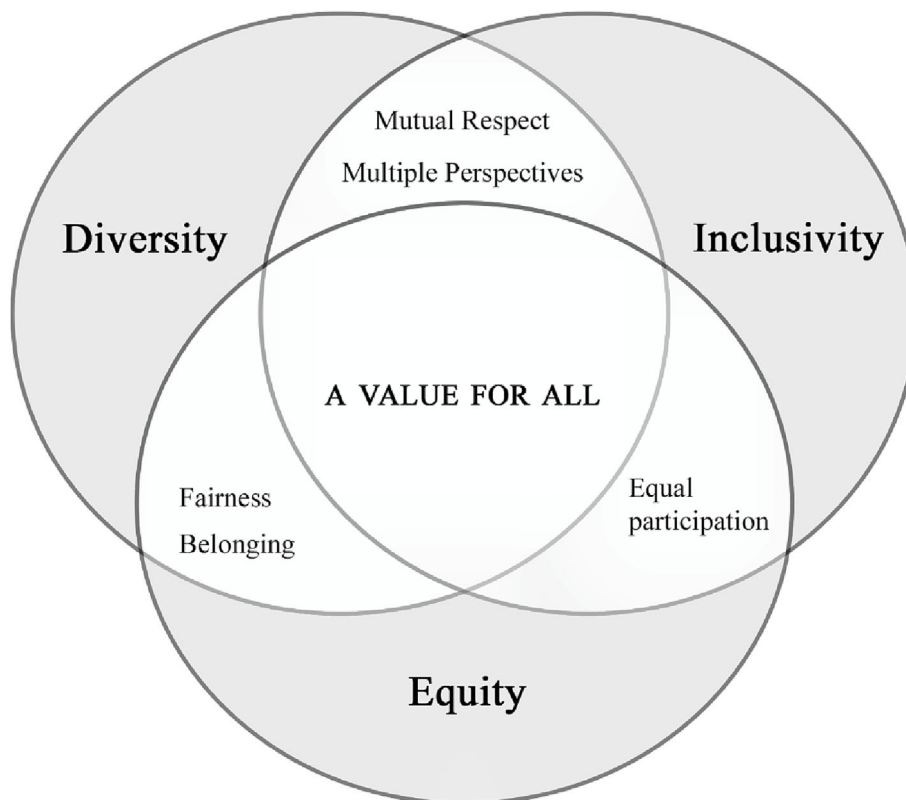 Mutual Respect
Multiple Perspectives
Diversity
Inclusivity
A VALUE FOR ALL
Fairness
Belonging
Equal
participation
Equity